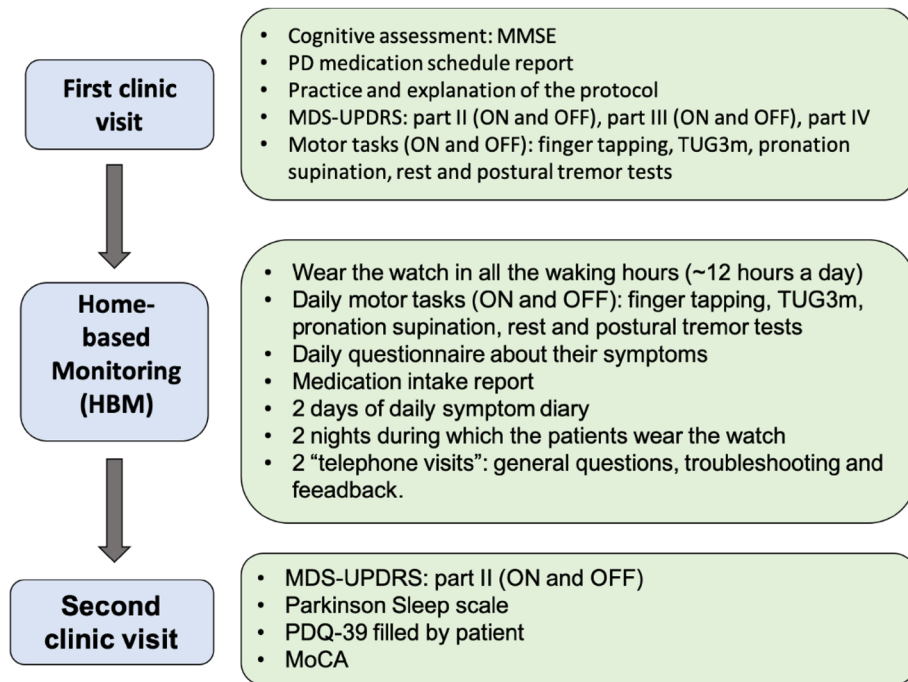 First clinic
visit
• Cognitive assessment: MMSE
• PD medication schedule report
• Practice and explanation of the protocol
• MDS-UPDRS: part II (ON and OFF), part III (ON and OFF), part IV
• Motor tasks (ON and OFF): finger tapping, TUG3m, pronation
supination, rest and postural tremor tests
Home-
based
Monitoring
(HBM)
• Wear the watch in all the waking hours (~12 hours a day)
• Daily motor tasks (ON and OFF): finger tapping, TUG3m,
pronation supination, rest and postural tremor tests
• Daily questionnaire about their symptoms
• Medication intake report
• 2 days of daily symptom diary
• 2 nights during which the patients wear the watch
• 2 “telephone visits”: general questions, troubleshooting and
feeadback.
Second
clinic visit
• MDS-UPDRS: part II (ON and OFF)
• Parkinson Sleep scale
• PDQ-39 filled by patient
• MoCA